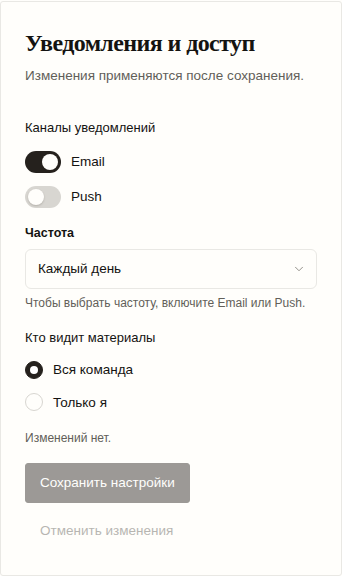 Уведомления и доступ
Изменения применяются после сохранения.
Каналы уведомлений
Email
Push
Частота
Каждый день
Чтобы выбрать частоту, включите Email или Push.
Кто видит материалы
Вся команда
Только я
Изменений нет.
Сохранить настройки
Отменить изменения